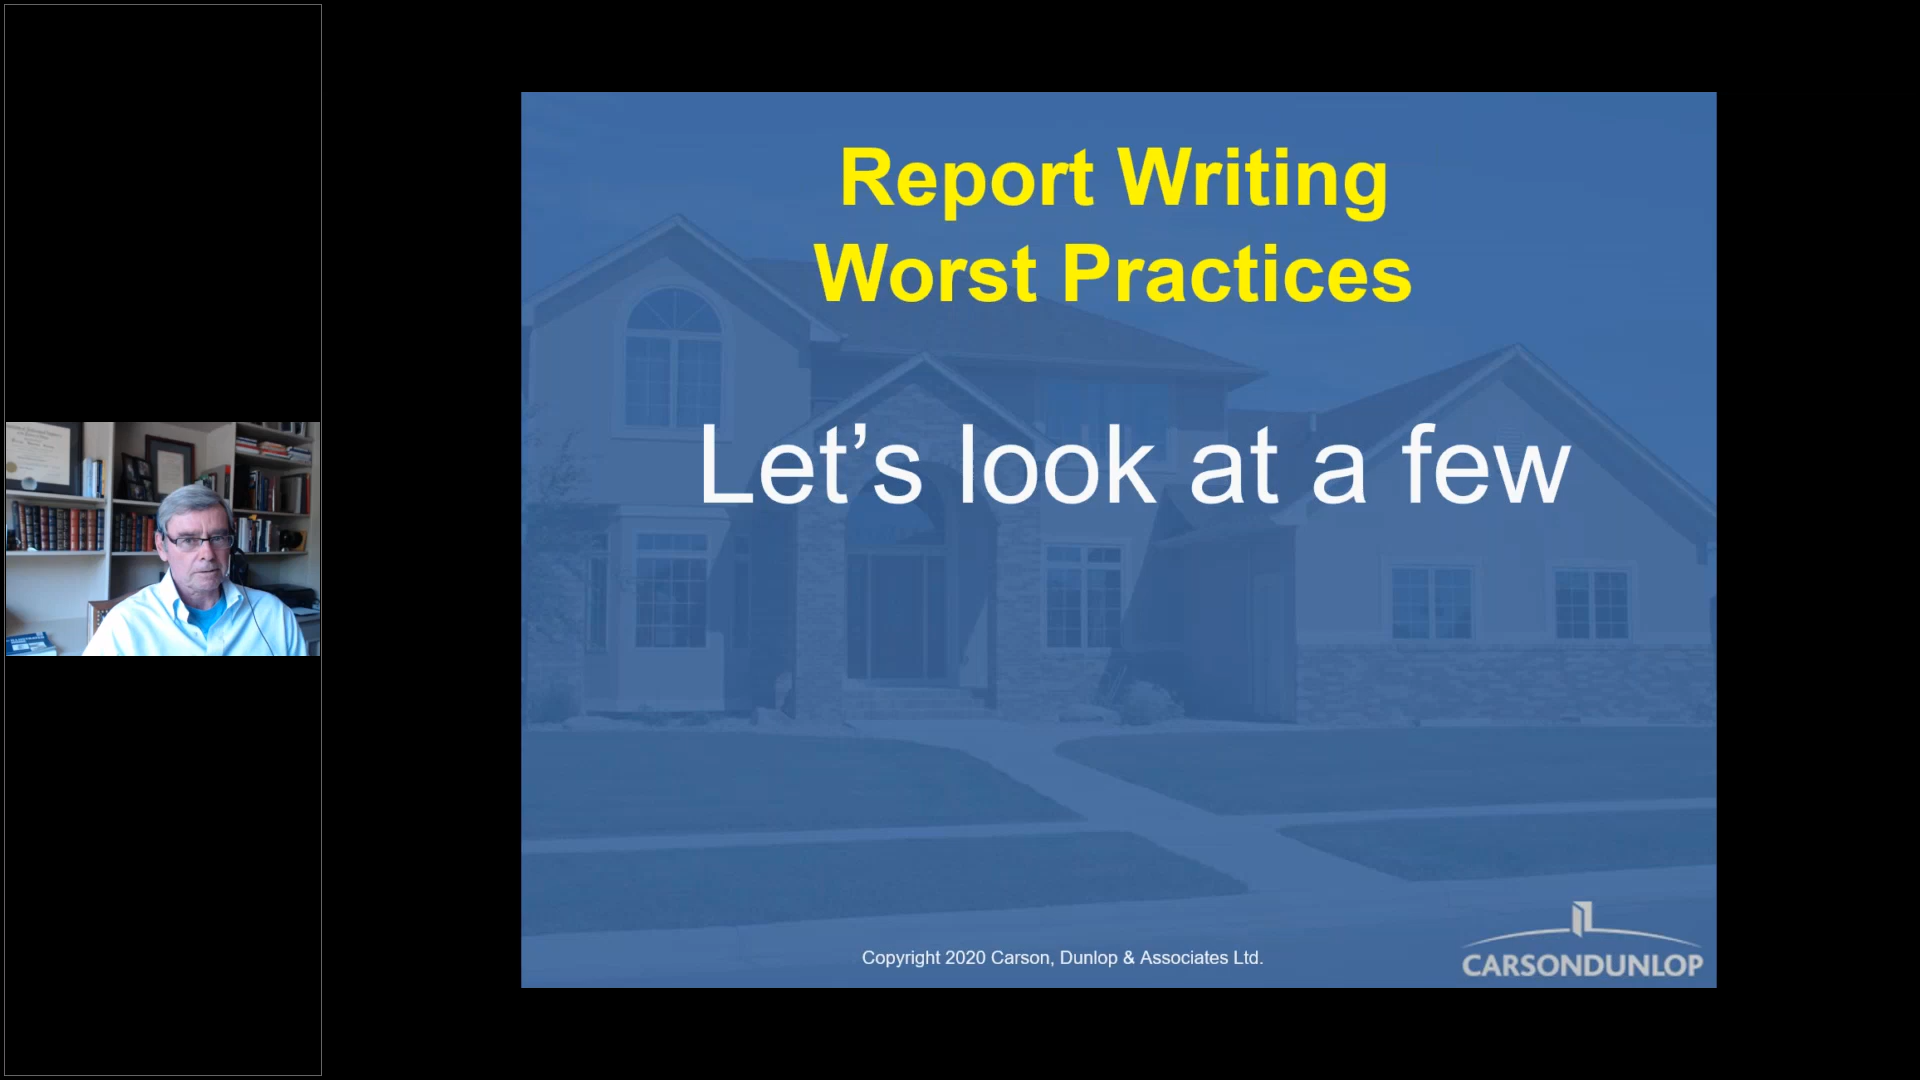 Report Writing
Worst Practices
Let’s look at a few
Copyright 2020 Carson, Dunlop & Associates Ltd.
CARSONDUNLOP